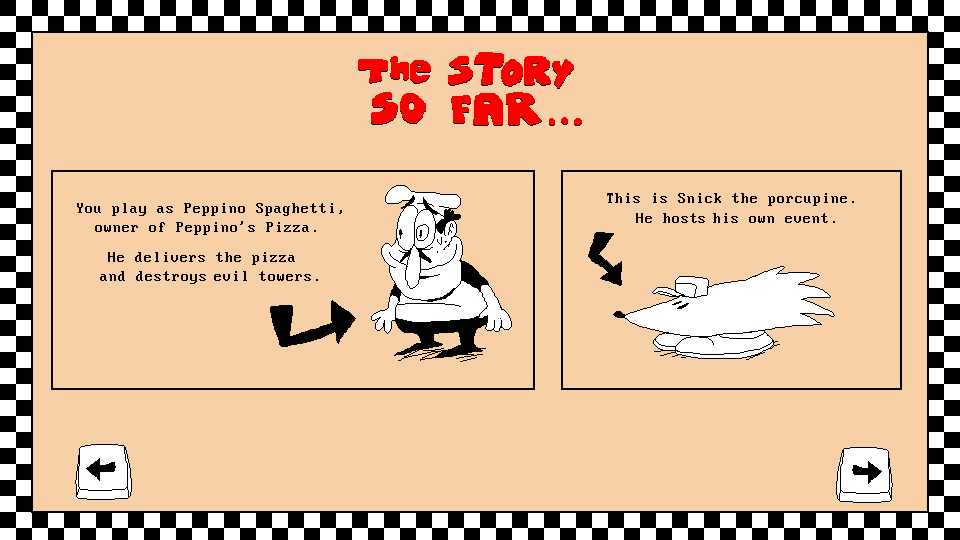 The STORY
SO FAR...
You play as Peppino Spaghetti,
owner of Peppino's Pizza.
He delivers the pizza
and destroys evil towers.
This is Snick the porcupine.
He hosts his own event.